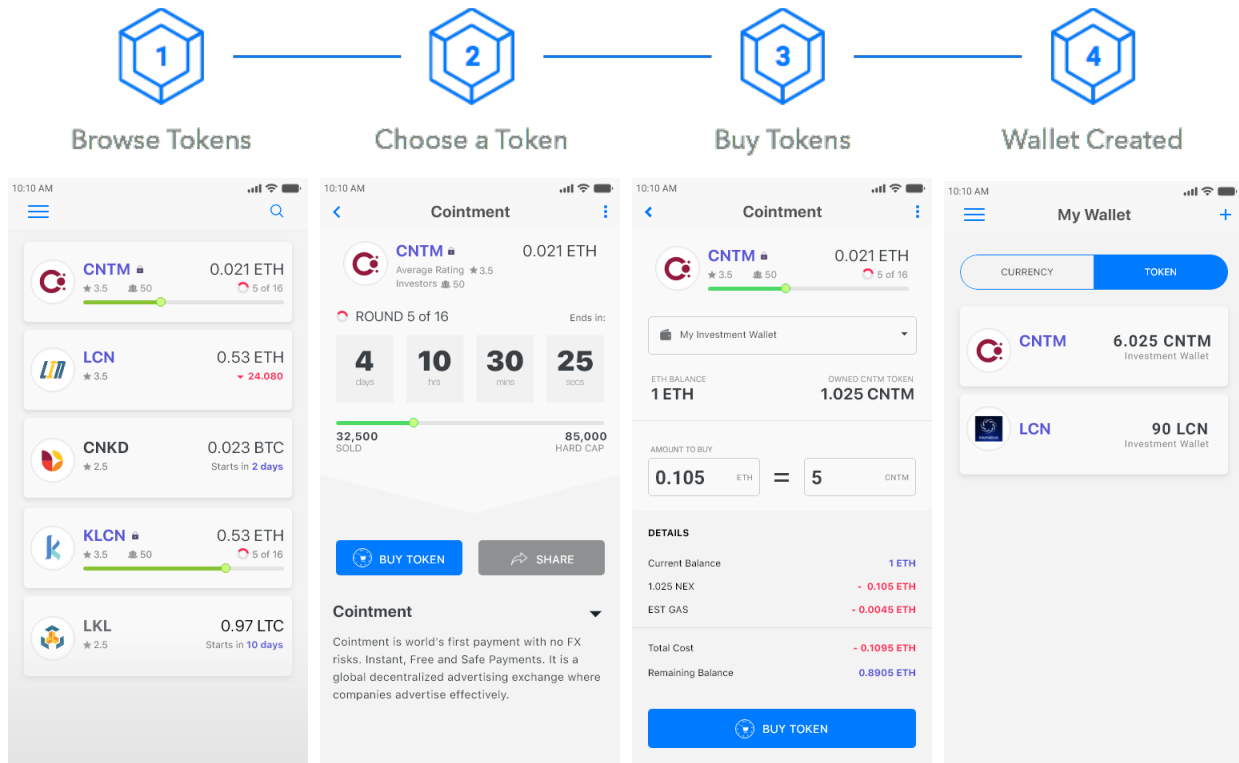 1
2
3
4
Browse Tokens
Choose a Token
Buy Tokens
Wallet Created
10:10 AM
CNTM 0.021 ETH
3.5 50 5 of 16
LCN 0.53 ETH
3.5 24.080
CNKD 0.023 BTC
2.5 Starts in 2 days
KLCN 0.53 ETH
3.5 50 5 of 16
LKL 0.97 LTC
2.5 Starts in 10 days
10:10 AM
Cointment
CNTM 0.021 ETH
Average Rating 3.5
Investors 50
ROUND 5 of 16 Ends in:
4 10 30 25
days hrs mins secs
32,500 85,000
SOLD HARD CAP
BUY TOKEN SHARE
Cointment
Cointment is world's first payment with no FX
risks. Instant, Free and Safe Payments. It is a
global decentralized advertising exchange where
companies advertise effectively.
10:10 AM
Cointment
CNTM 0.021 ETH
3.5 50 5 of 16
My Investment Wallet
ETH BALANCE OWNED CNTM TOKEN
1 ETH 1.025 CNTM
AMOUNT TO BUY
0.105 ETH = 5 CNTM
DETAILS
Current Balance 1 ETH
1.025 NEX - 0.105 ETH
EST GAS - 0.0045 ETH
Total Cost - 0.1095 ETH
Remaining Balance 0.8905 ETH
BUY TOKEN
10:10 AM
My Wallet +
CURRENCY TOKEN
CNTM 6.025 CNTM
Investment Wallet
LCN 90 LCN
Investment Wallet